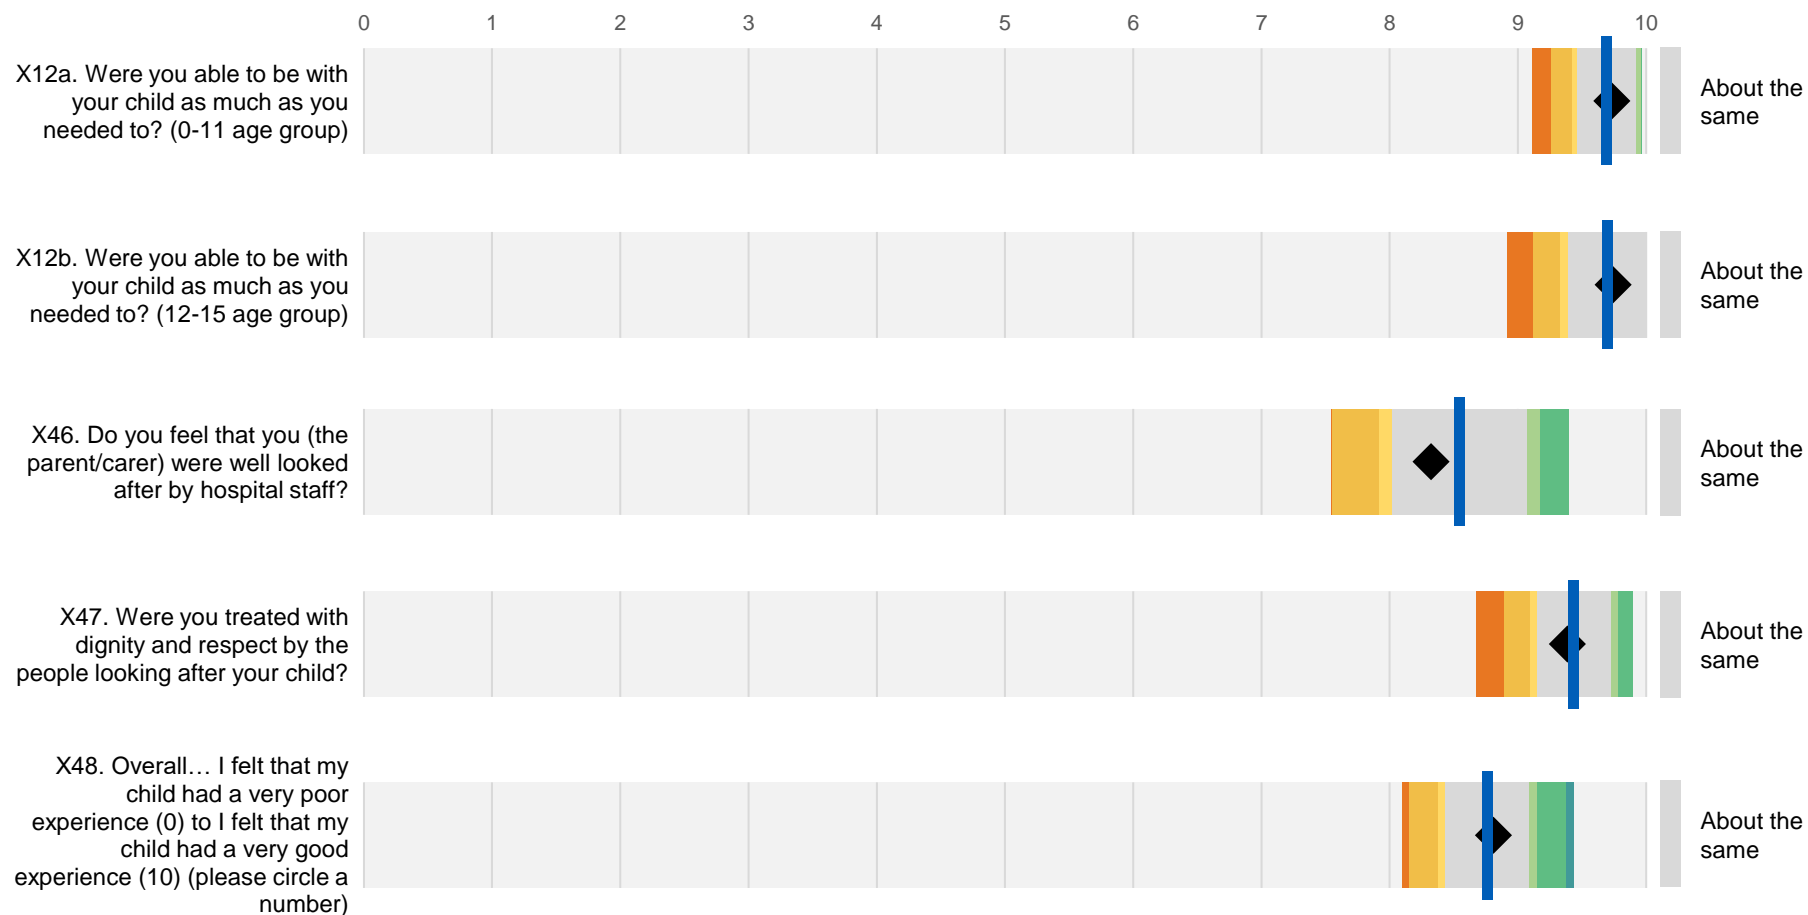 0 1 2 3 4 5 6 7 8 9 10
X12a. Were you able to be with
your child as much as you
needed to? (0-11 age group)
About the
same
X12b. Were you able to be with
your child as much as you
needed to? (12-15 age group)
About the
same
X46. Do you feel that you (the
parent/carer) were well looked
after by hospital staff?
About the
same
X47. Were you treated with
dignity and respect by the
people looking after your child?
About the
same
X48. Overall… I felt that my
child had a very poor
experience (0) to I felt that my
child had a very good
experience (10) (please circle a
number)
About the
same